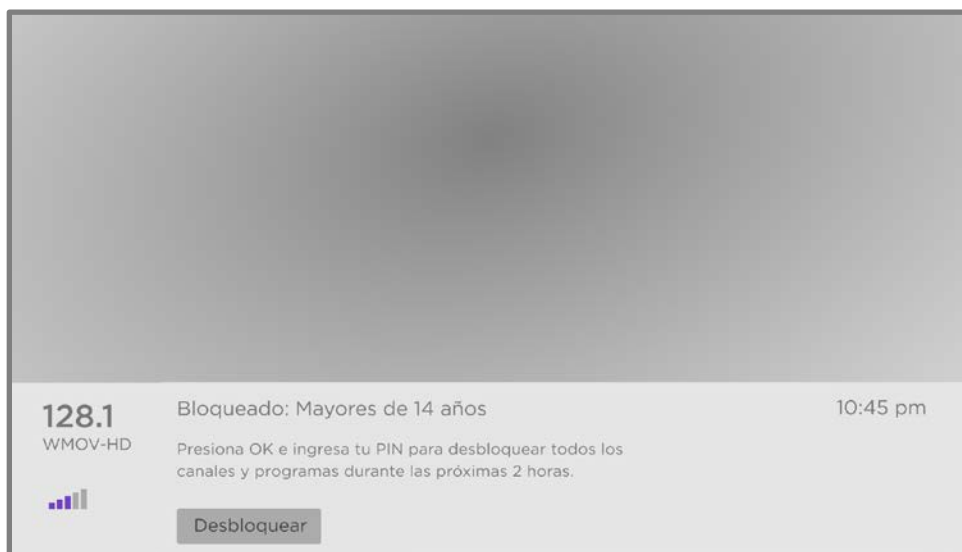 128.1
WMOV-HD
Bloqueado: Mayores de 14 años
10:45 pm
Presiona OK e ingresa tu PIN para desbloquear todos los
canales y programas durante las próximas 2 horas.
Desbloquear